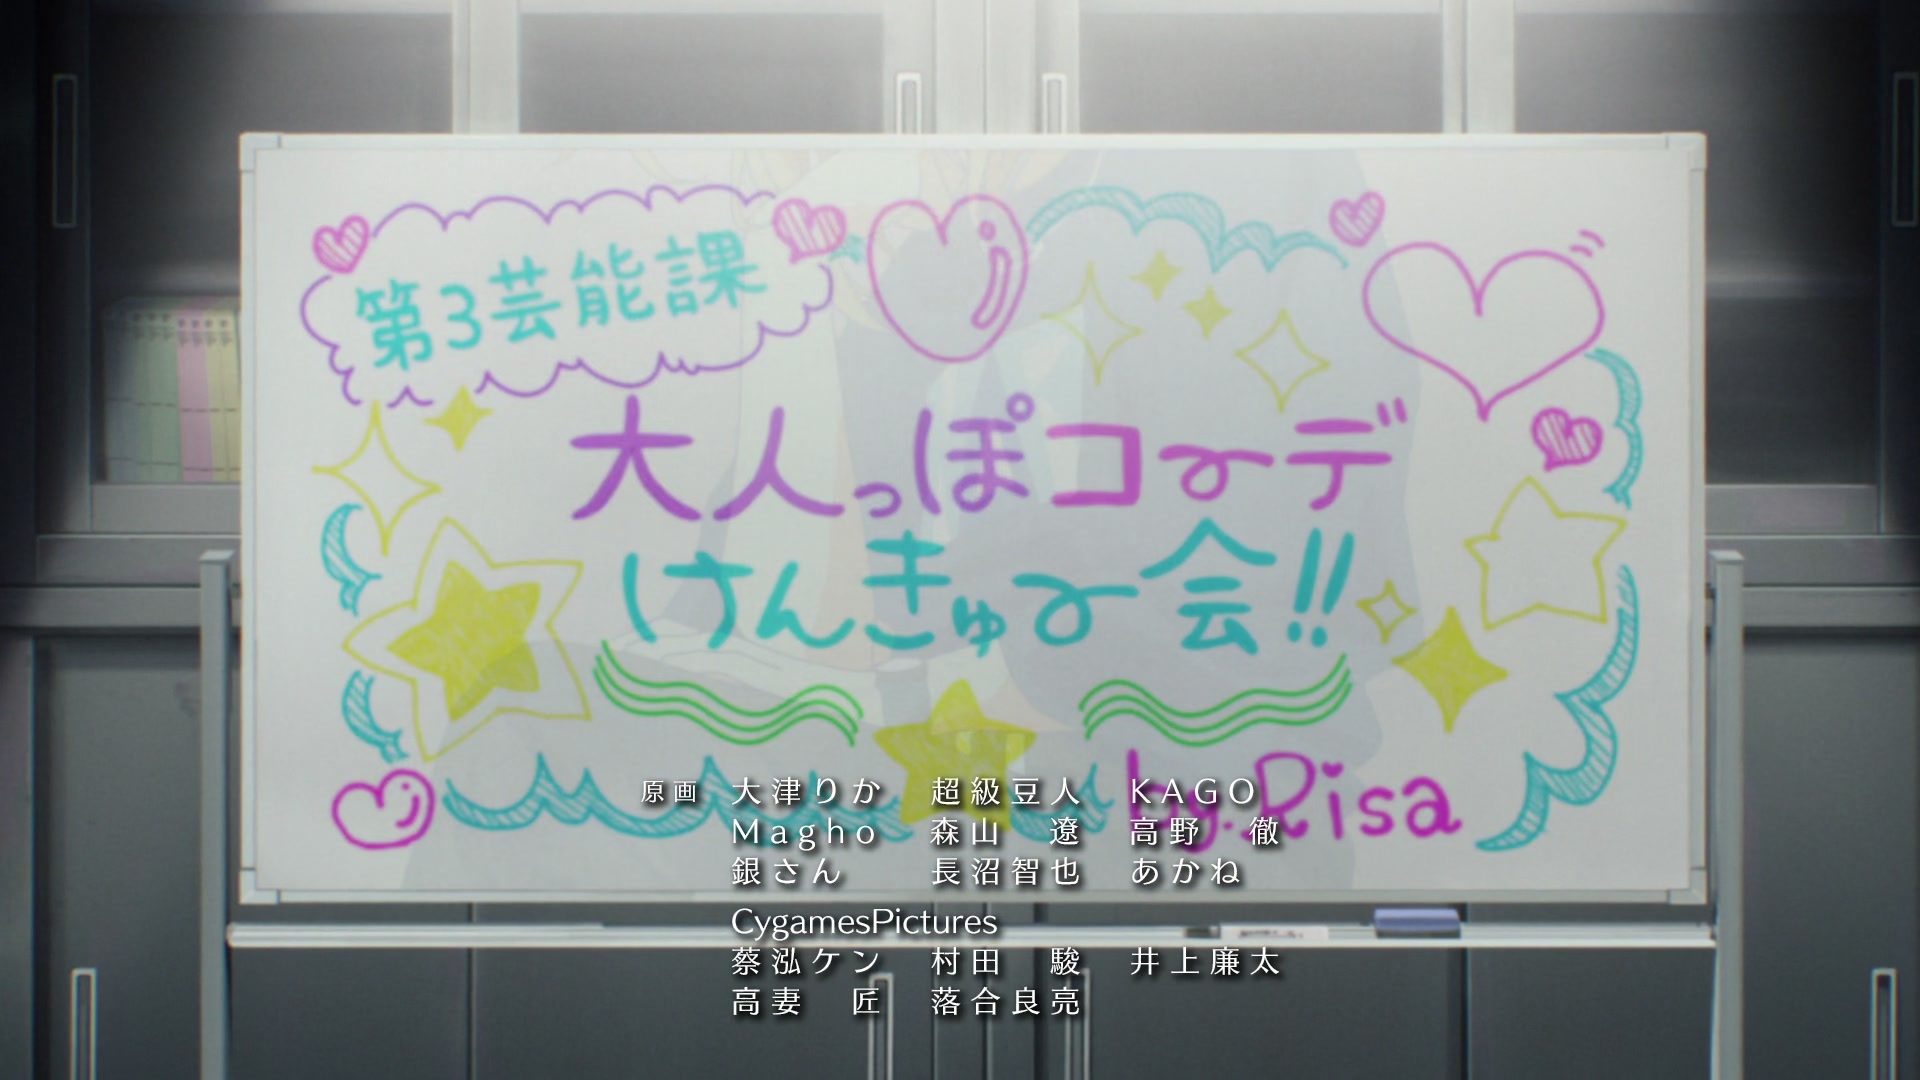 第3芸能課
大人っぽコーデ
けんきゅー会!!
by.Risa
原画 大津りか 超級豆人 KAGO
Magho 森山 遼 高野 徹
銀さん 長沼智也 あかね
CygamesPictures
蔡泓ケン 村田 駿 井上廉太
高妻 匠 落合良亮